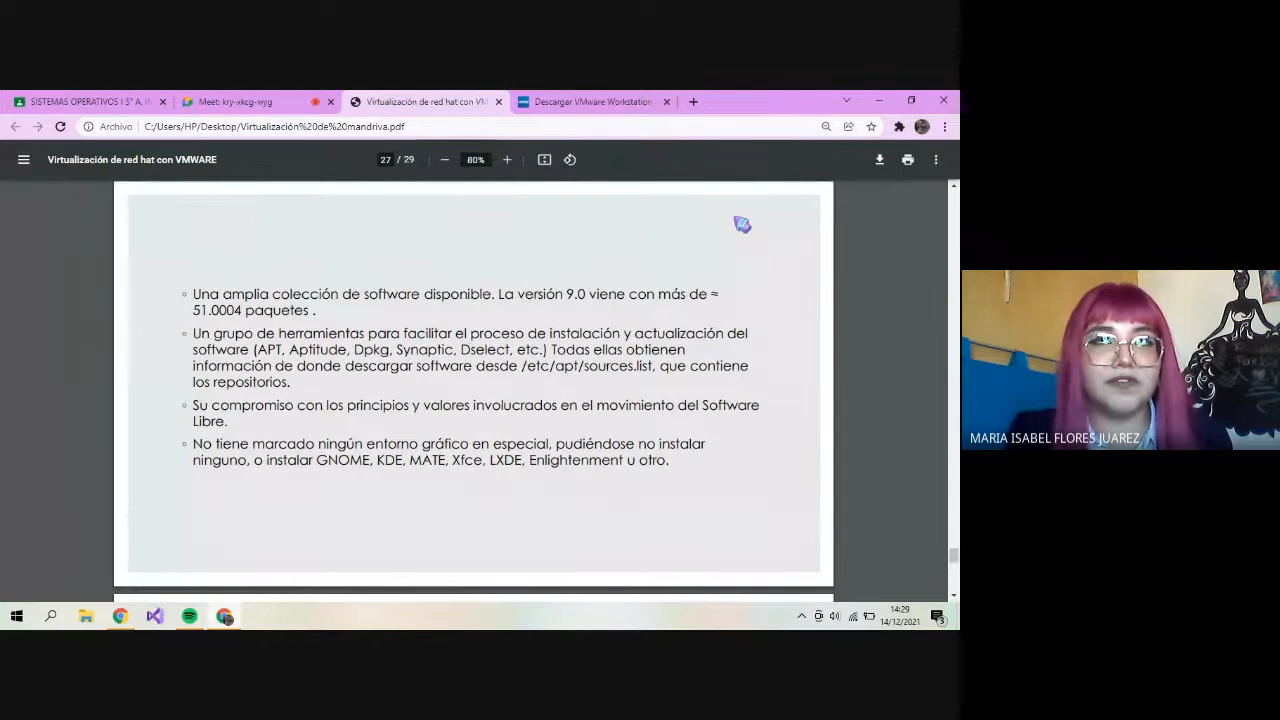 SISTEMAS OPERATIVOS I 5° A. IM
Meet: kry-xkcg-wyg
Virtualización de red hat con VM
Descargar VMware Workstation
Archivo
C:/Users/HP/Desktop/Virtualización%20de%20mandriva.pdf
Virtualización de red hat con VMWARE
27 / 29
80%
Una amplia colección de software disponible. La versión 9.0 viene con más de ≈
51.0004 paquetes .
Un grupo de herramientas para facilitar el proceso de instalación y actualización del
software (APT, Aptitude, Dpkg, Synaptic, Dselect, etc.) Todas ellas obtienen
información de donde descargar software desde /etc/apt/sources.list, que contiene
los repositorios.
Su compromiso con los principios y valores involucrados en el movimiento del Software
Libre.
No tiene marcado ningún entorno gráfico en especial, pudiéndose no instalar
ninguno, o instalar GNOME, KDE, MATE, Xfce, LXDE, Enlightenment u otro.
MARIA ISABEL FLORES JUAREZ
14:29
14/12/2021
3